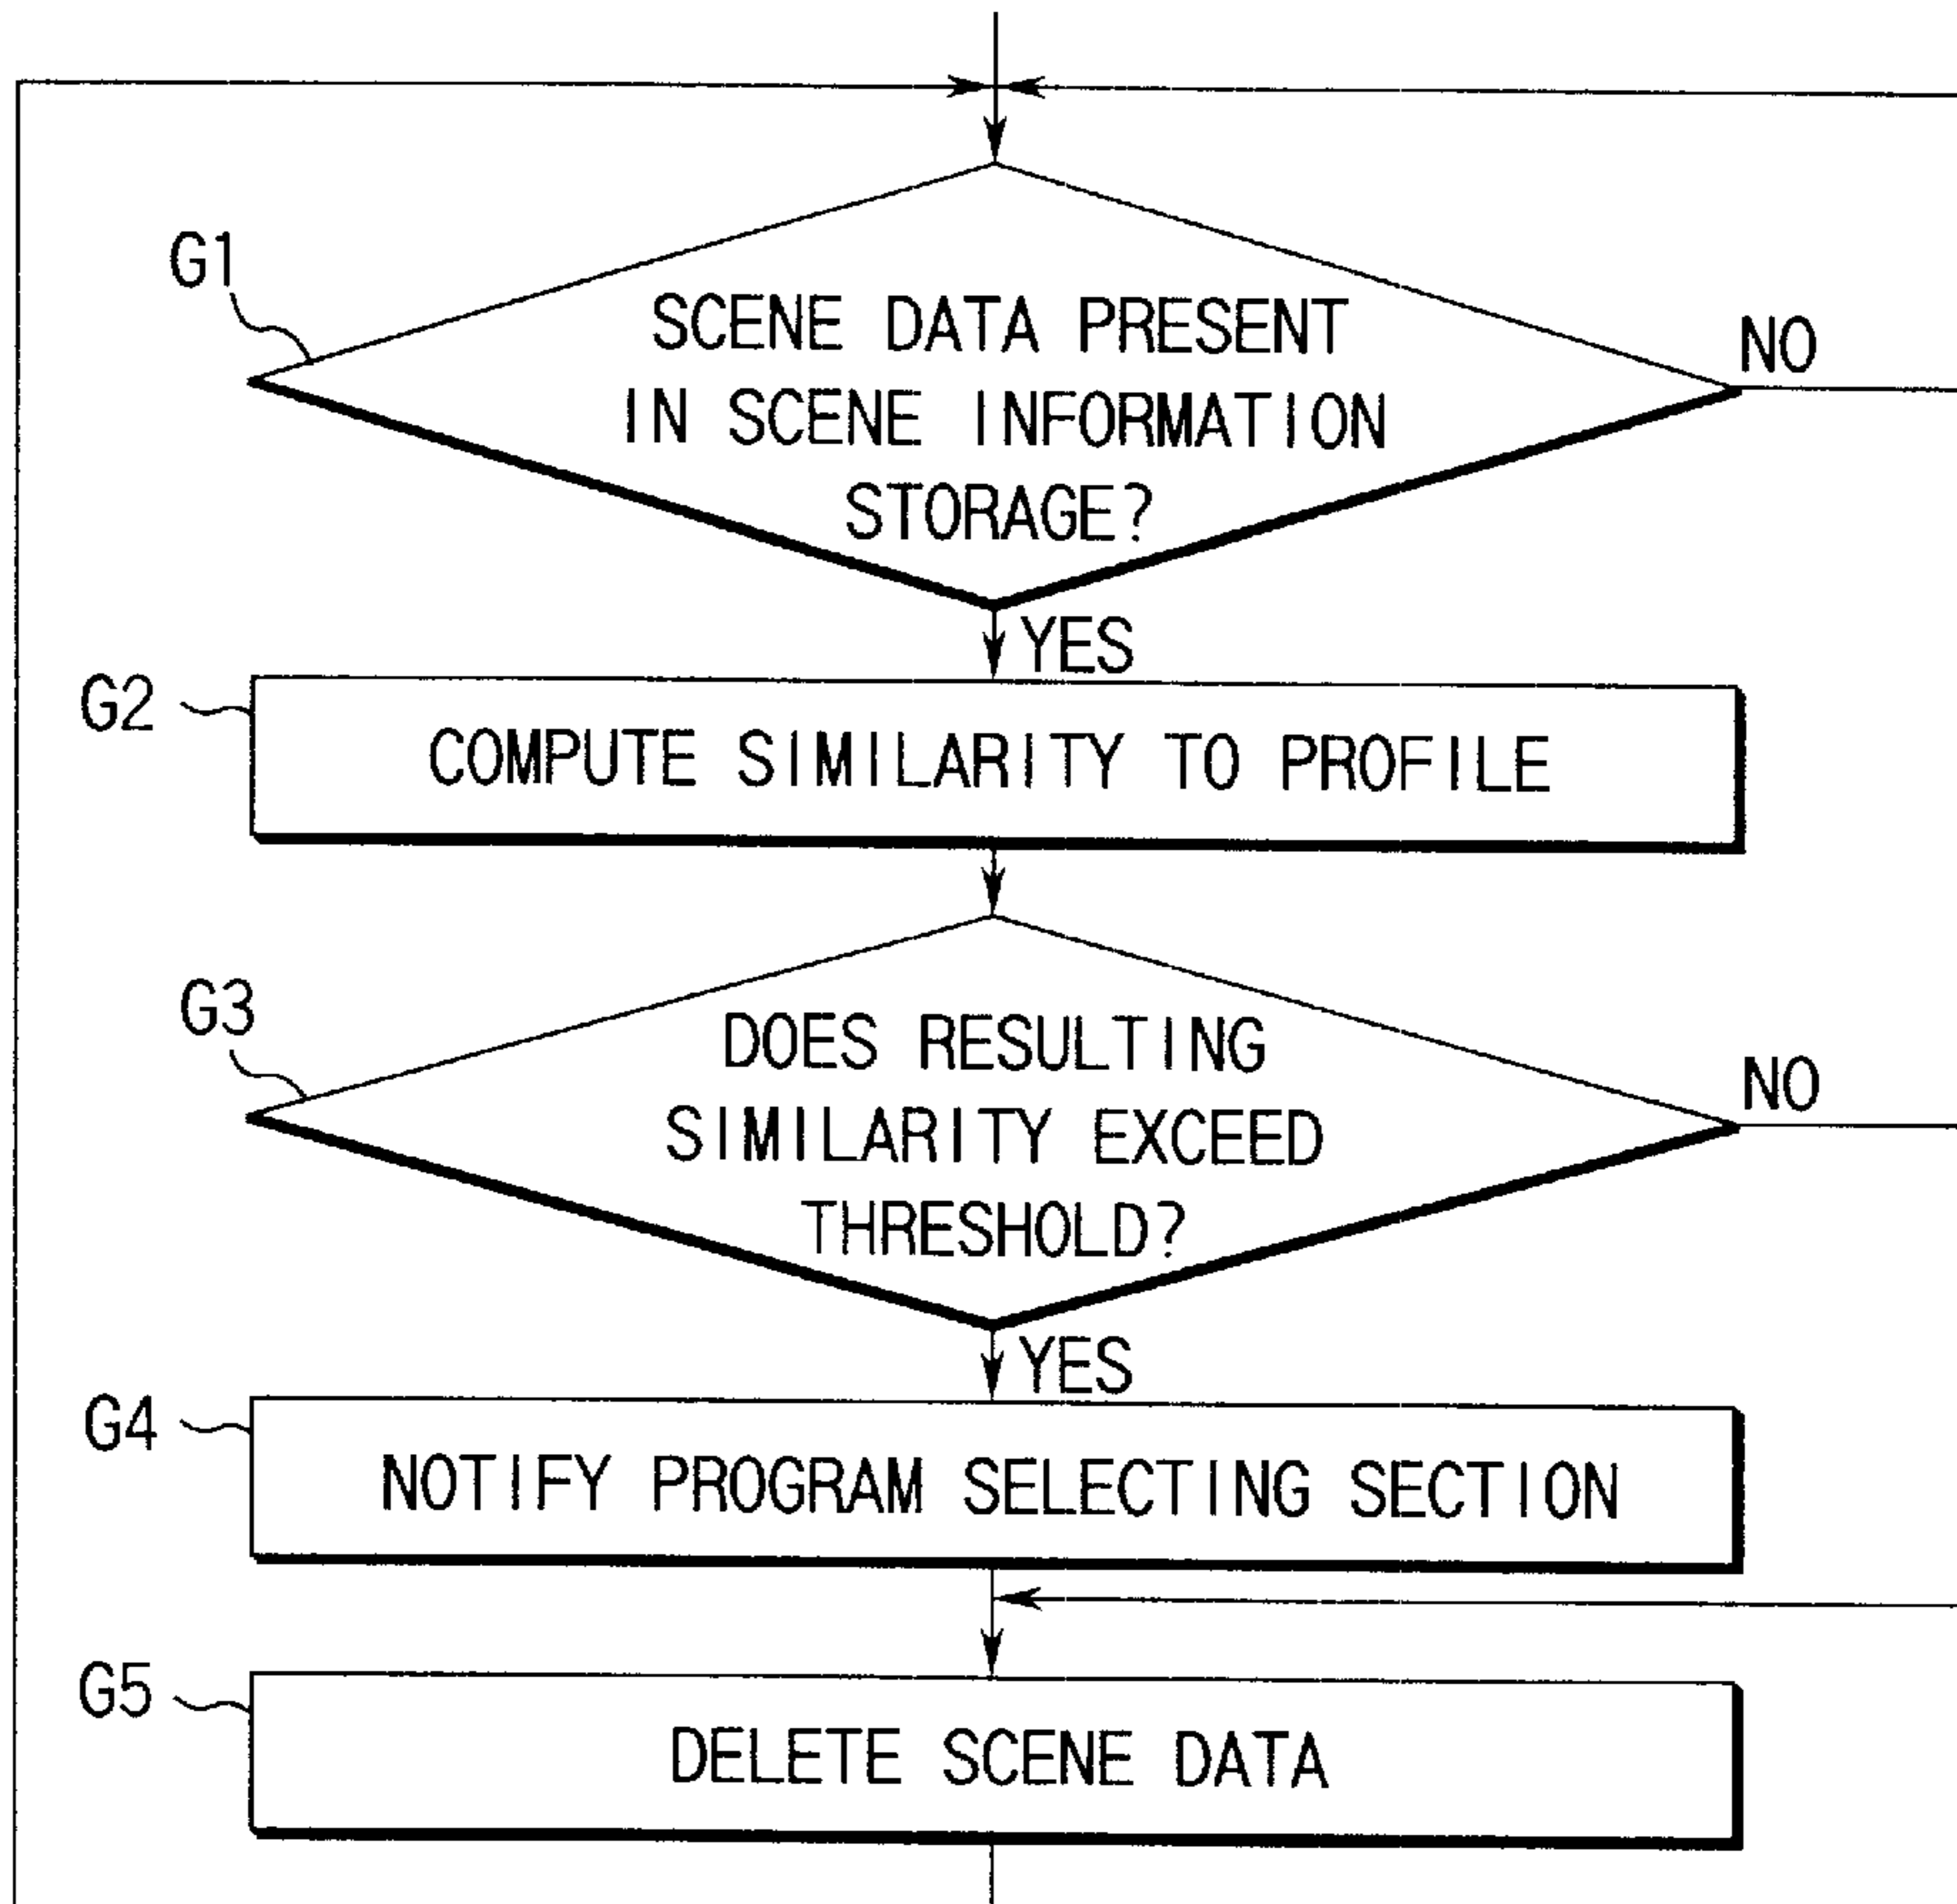 G1
SCENE DATA PRESENT
IN SCENE INFORMATION
STORAGE?
NO
YES
G2
COMPUTE SIMILARITY TO PROFILE
G3
DOES RESULTING
SIMILARITY EXCEED
THRESHOLD?
NO
YES
G4
NOTIFY PROGRAM SELECTING SECTION
G5
DELETE SCENE DATA